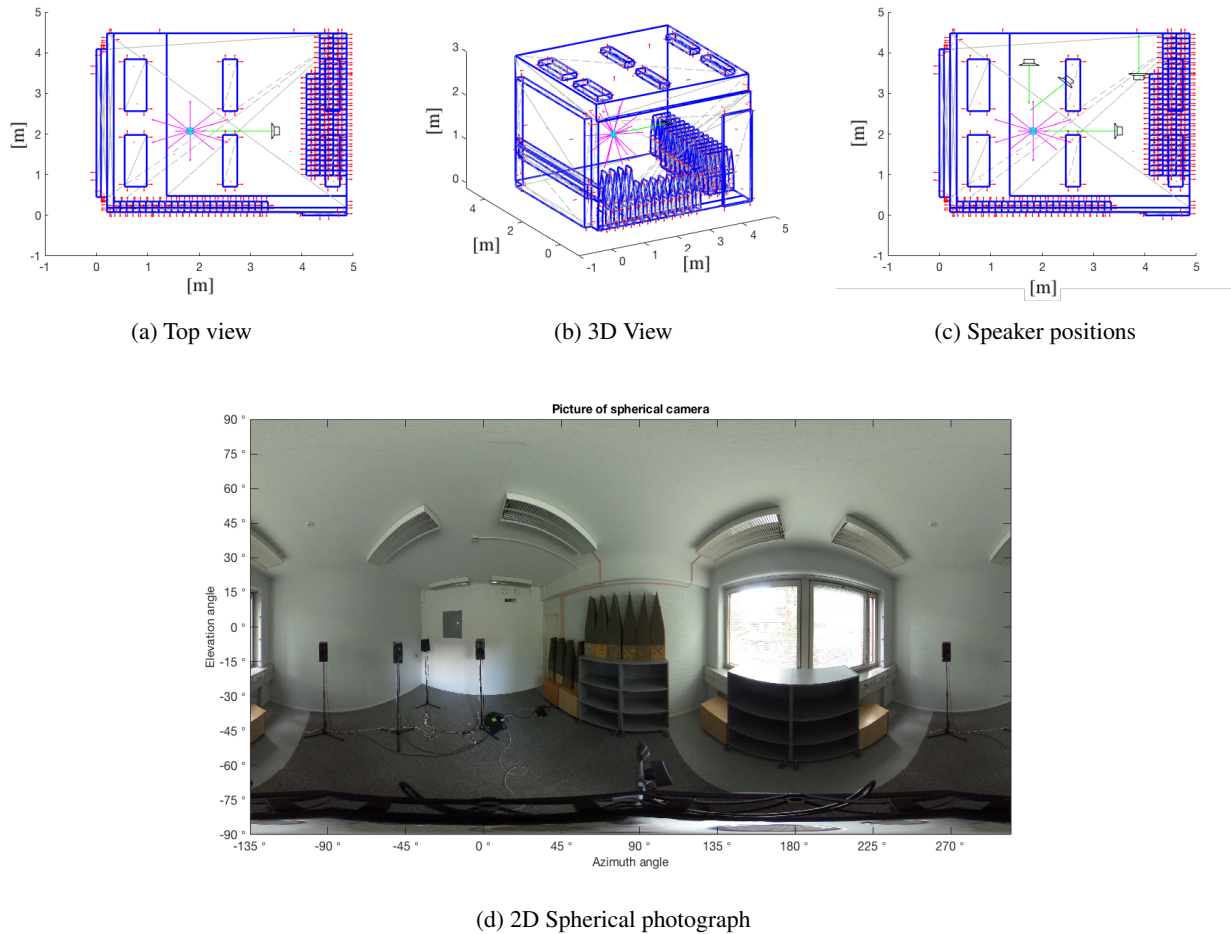 5
4
3
2
1
0
-1
[m]
-1 0 1 2 3 4 5
[m]
3
2
1
0
[m]
4
2
0
[m]
-1 0 1 2 3 4 5
[m]
5
4
3
2
1
0
-1
[m]
-1 0 1 2 3 4 5
[m]
(a) Top view
(b) 3D View
(c) Speaker positions
Picture of spherical camera
90 °
75 °
60 °
45 °
30 °
15 °
0 °
-15 °
-30 °
-45 °
-60 °
-75 °
-90 °
Elevation angle
-135 ° -90 ° -45 ° 0 ° 45 ° 90 ° 135 ° 180 ° 225 ° 270 °
Azimuth angle
(d) 2D Spherical photograph